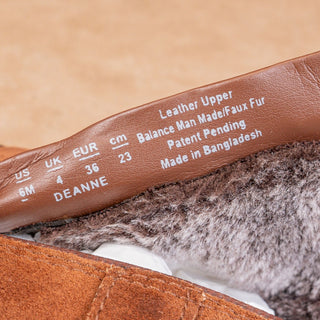 US UK EUR cm
6M 4 36 23
DEANNE
Leather Upper
Balance Man Made/Faux Fur
Patent Pending
Made in Bangladesh